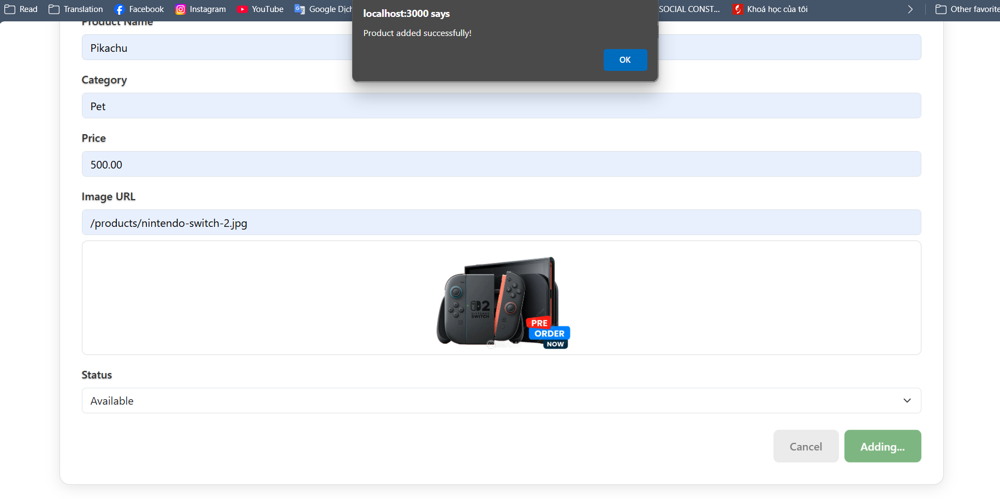 Read
Translation
Facebook
Instagram
YouTube
Google Dịch
SOCIAL CONST...
Khoá học của tôi
Other favorite
localhost:3000 says
Product added successfully!
OK
Product Name
Pikachu
Category
Pet
Price
500.00
Image URL
/products/nintendo-switch-2.jpg
2
NINTENDO
SWITCH
PRE
ORDER
NOW
Status
Available
Cancel
Adding...